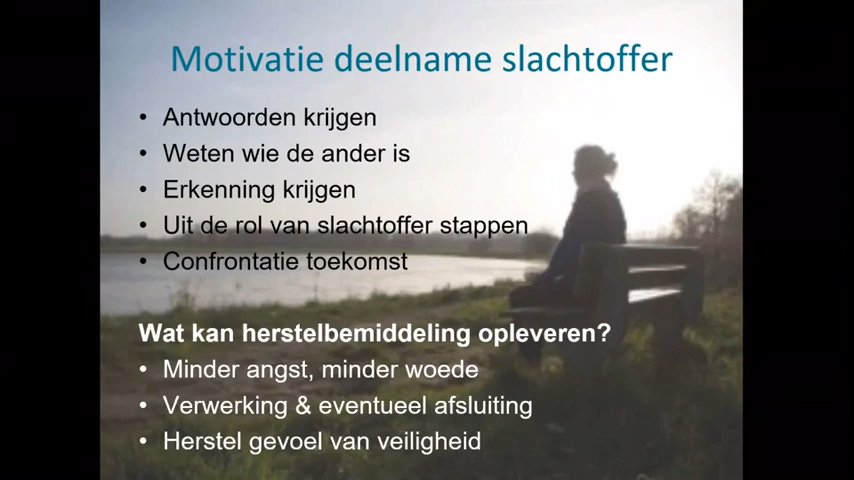 Motivatie deelname slachtoffer
• Antwoorden krijgen
• Weten wie de ander is
• Erkenning krijgen
• Uit de rol van slachtoffer stappen
• Confrontatie toekomst
Wat kan herstelbemiddeling opleveren?
• Minder angst, minder woede
• Verwerking & eventueel afsluiting
• Herstel gevoel van veiligheid